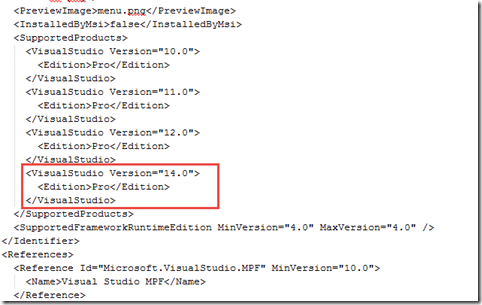 <PreviewImage>menu.png</PreviewImage>
<InstalledByMsi>false</InstalledByMsi>
<SupportedProducts>
<VisualStudio Version="10.0">
<Edition>Pro</Edition>
</VisualStudio>
<VisualStudio Version="11.0">
<Edition>Pro</Edition>
</VisualStudio>
<VisualStudio Version="12.0">
<Edition>Pro</Edition>
</VisualStudio>
<VisualStudio Version="14.0">
<Edition>Pro</Edition>
</VisualStudio>
</SupportedProducts>
<SupportedFrameworkRuntimeEdition MinVersion="4.0" MaxVersion="4.0" />
</Identifier>
<References>
<Reference Id="Microsoft.VisualStudio.MPF" MinVersion="10.0">
<Name>Visual Studio MPF</Name>
</Reference>